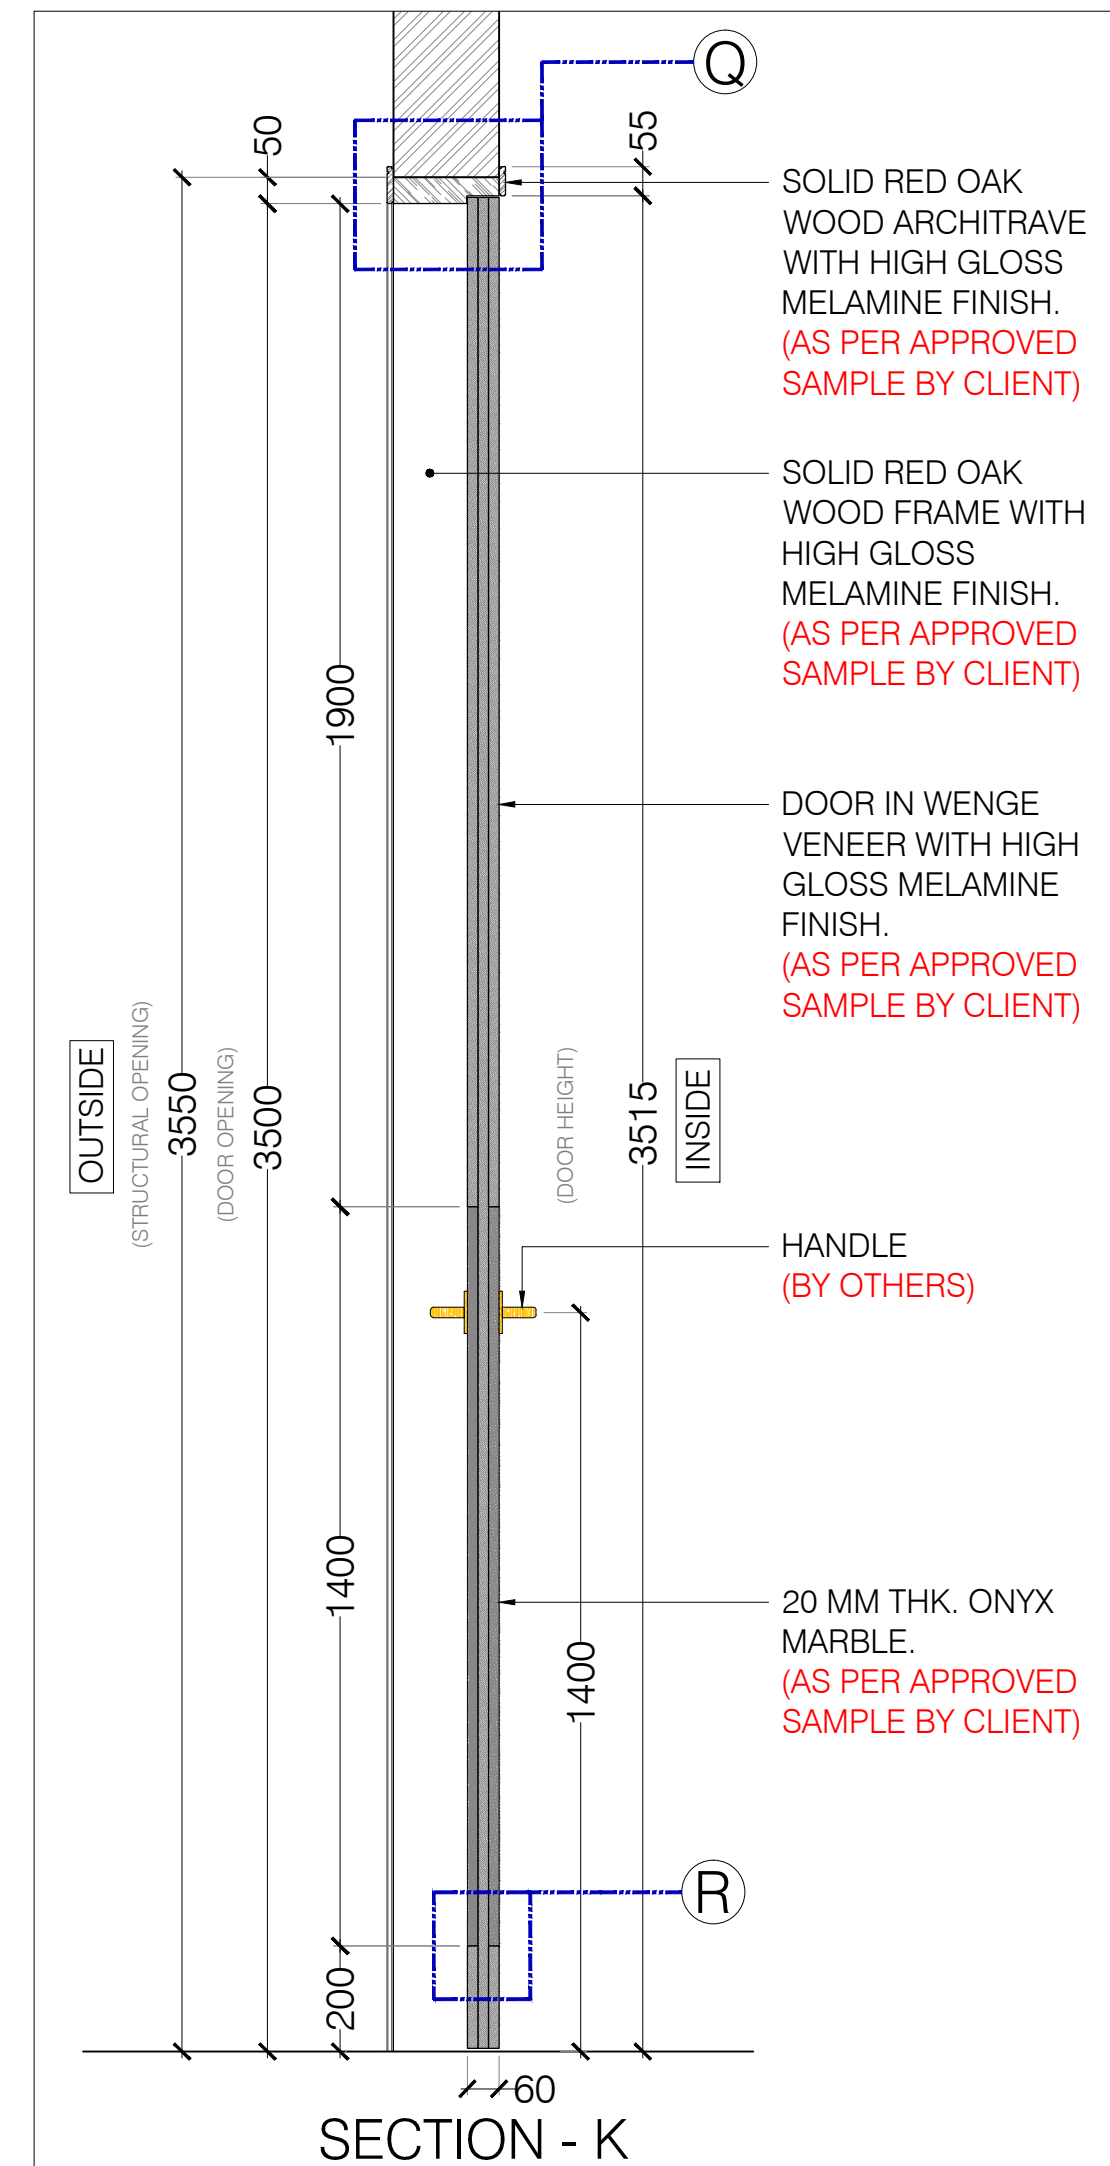 Q
50
55
SOLID RED OAK
WOOD ARCHITRAVE
WITH HIGH GLOSS
MELAMINE FINISH.
(AS PER APPROVED
SAMPLE BY CLIENT)
SOLID RED OAK
WOOD FRAME WITH
HIGH GLOSS
MELAMINE FINISH.
(AS PER APPROVED
SAMPLE BY CLIENT)
1900
DOOR IN WENGE
VENEER WITH HIGH
GLOSS MELAMINE
FINISH.
(AS PER APPROVED
SAMPLE BY CLIENT)
OUTSIDE
(STRUCTURAL OPENING)
3550
(DOOR OPENING)
3500
(DOOR HEIGHT)
3515
INSIDE
HANDLE
(BY OTHERS)
1400
1400
20 MM THK. ONYX
MARBLE.
(AS PER APPROVED
SAMPLE BY CLIENT)
R
200
60
SECTION - K